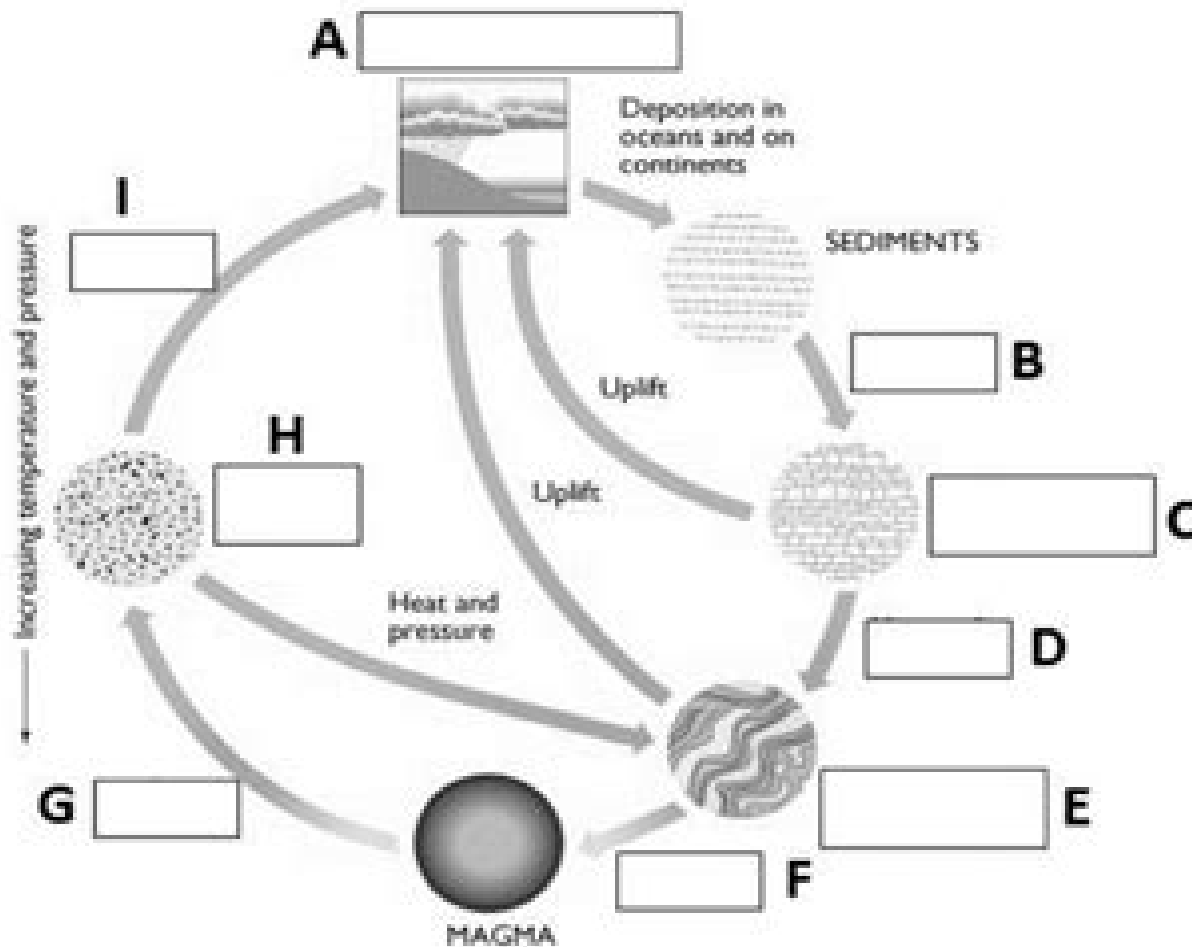 A
Deposition in
oceans and on
continents
I
SEDIMENTS
B
Uplift
H
Uplift
C
Increasing temperature and pressure
Heat and
pressure
D
G
E
F
MAGMA